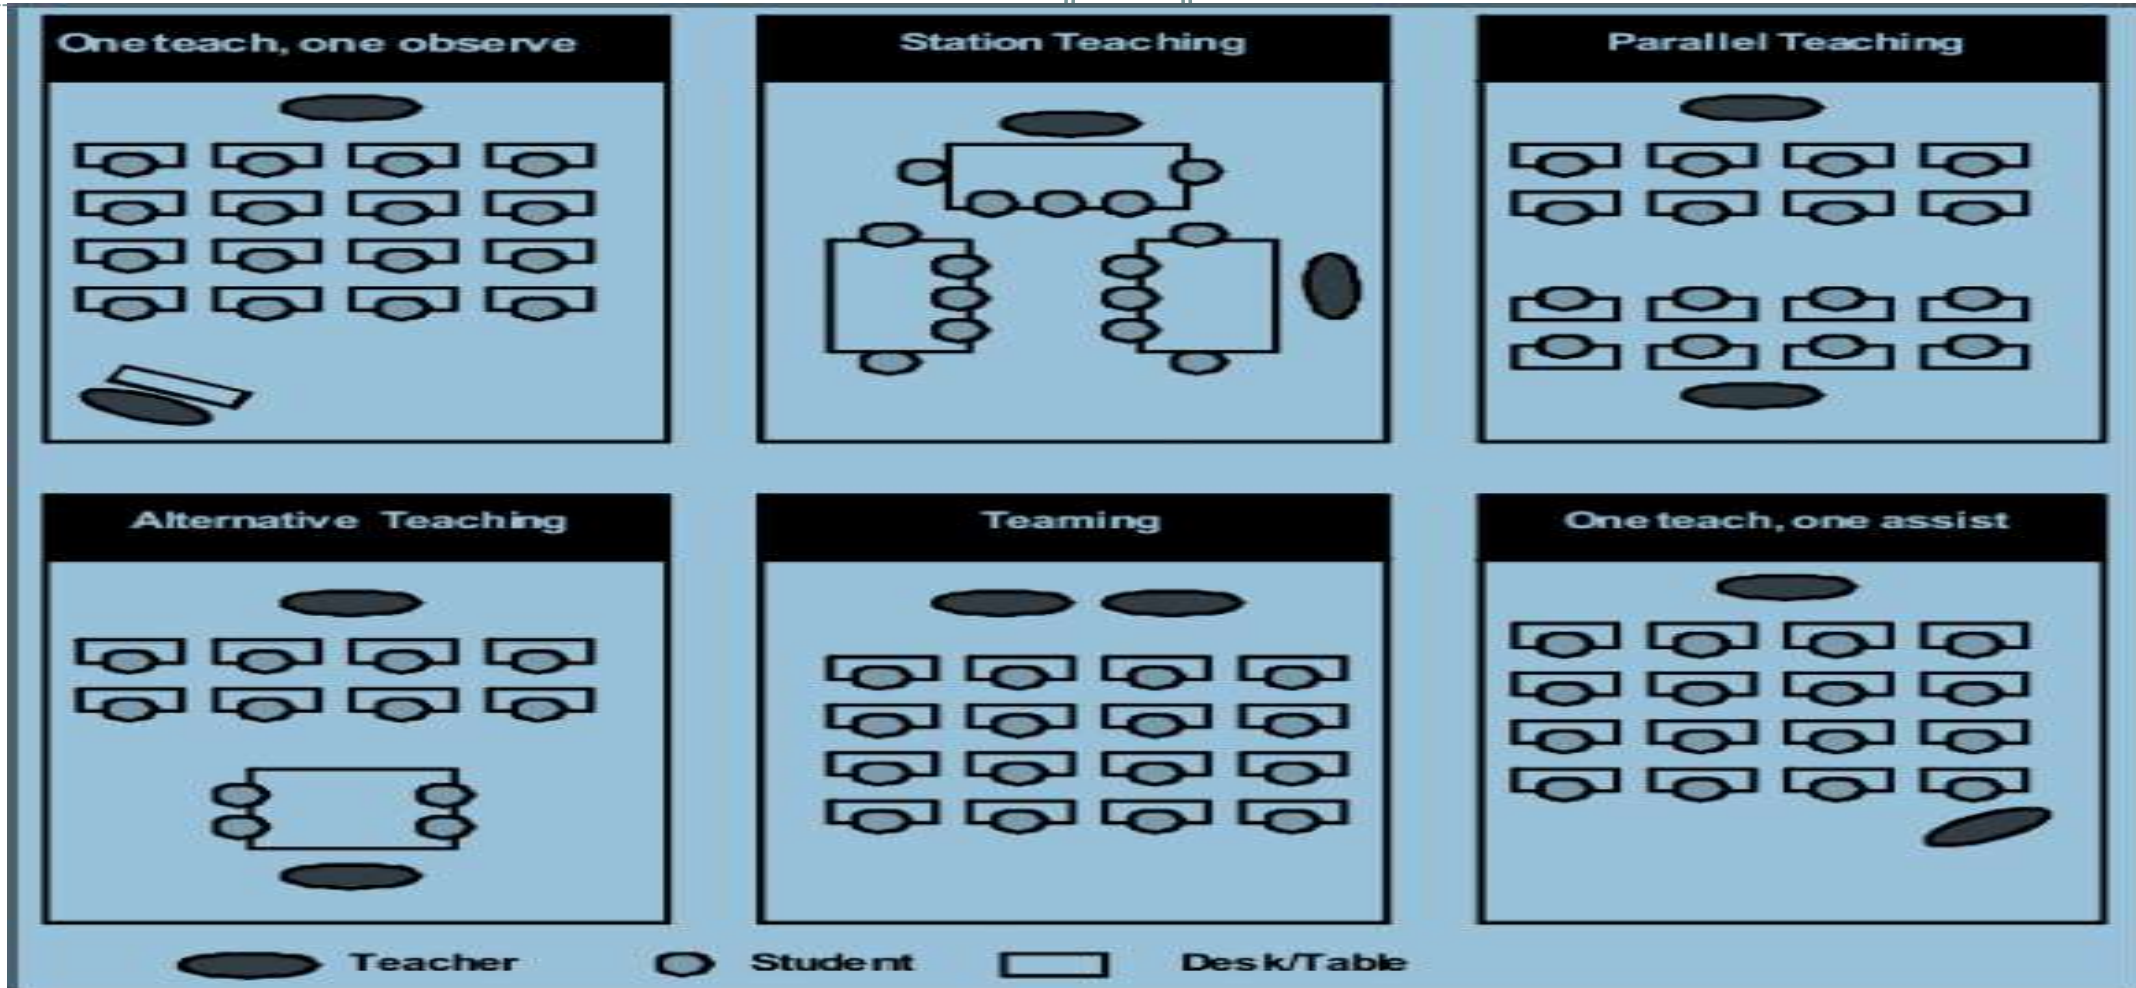 One teach, one observe
Station Teaching
Parallel Teaching
Alternative Teaching
Teaming
One teach, one assist
Teacher
Student
Desk/Table